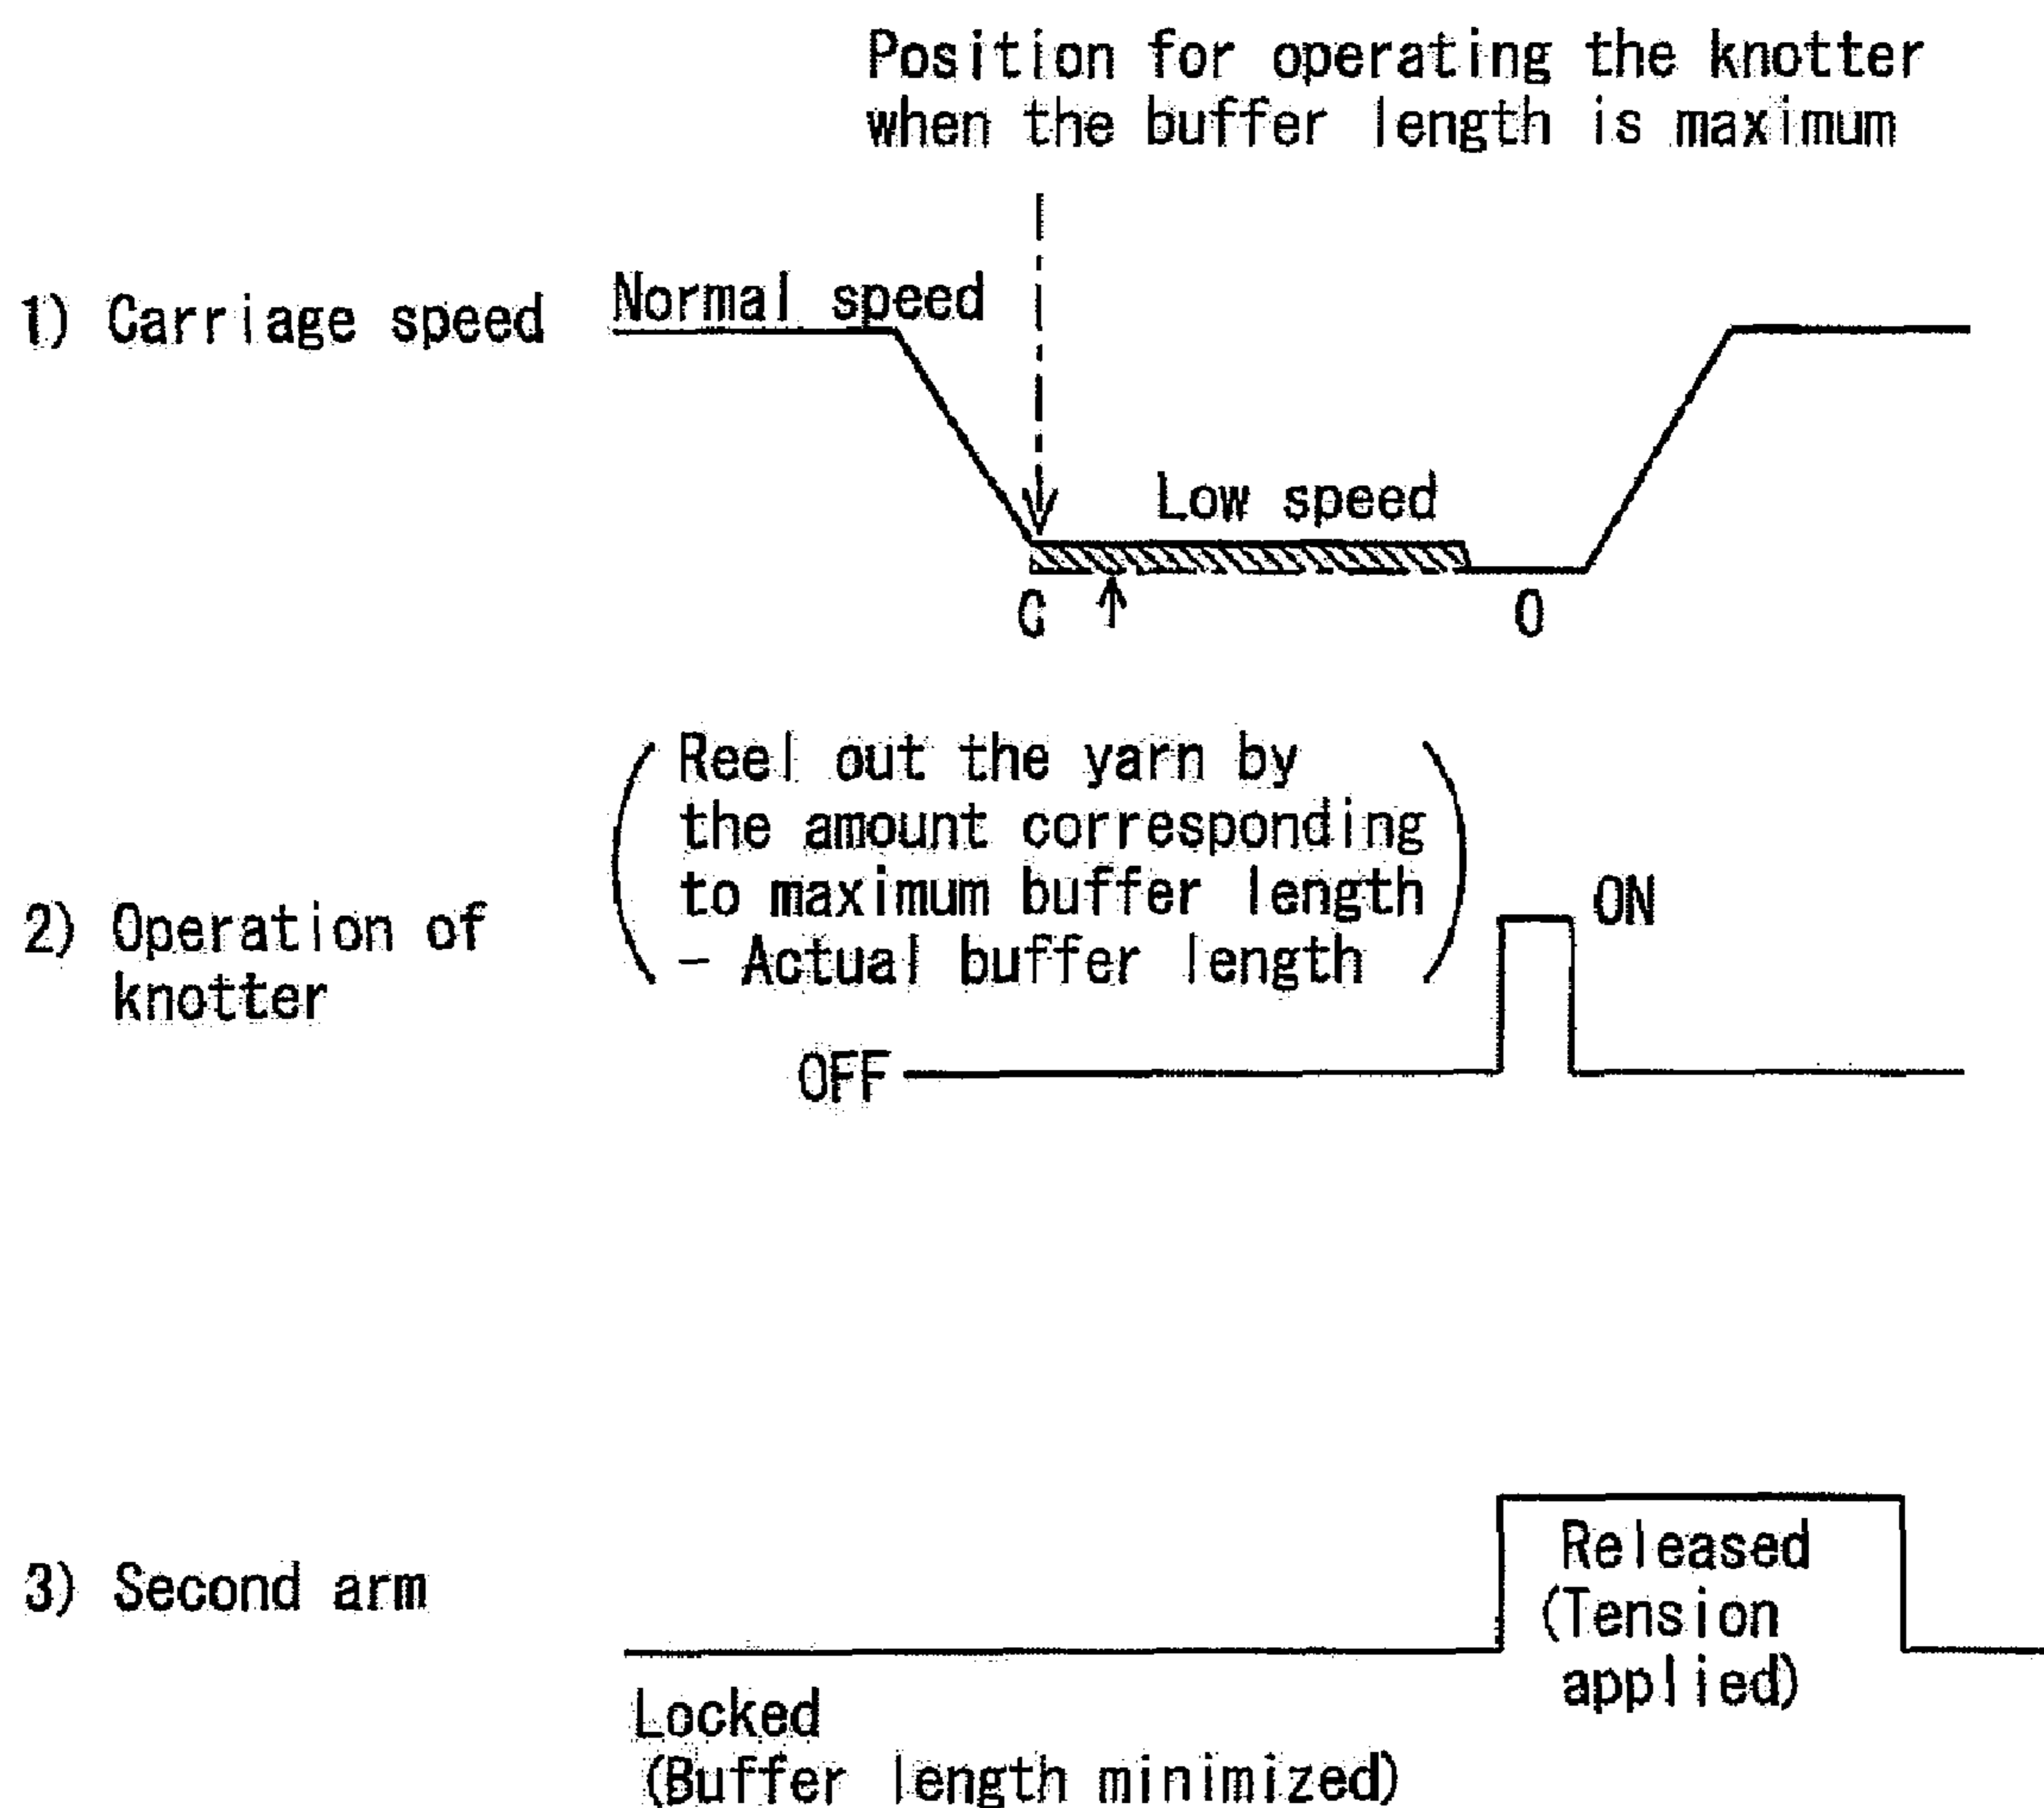 Position for operating the knotter
when the buffer length is maximum
1) Carriage speed
Normal speed
Low speed
C
O
Reel out the yarn by
the amount corresponding
to maximum buffer length
- Actual buffer length
2) Operation of
knotter
ON
OFF
3) Second arm
Released
(Tension
applied)
Locked
(Buffer length minimized)